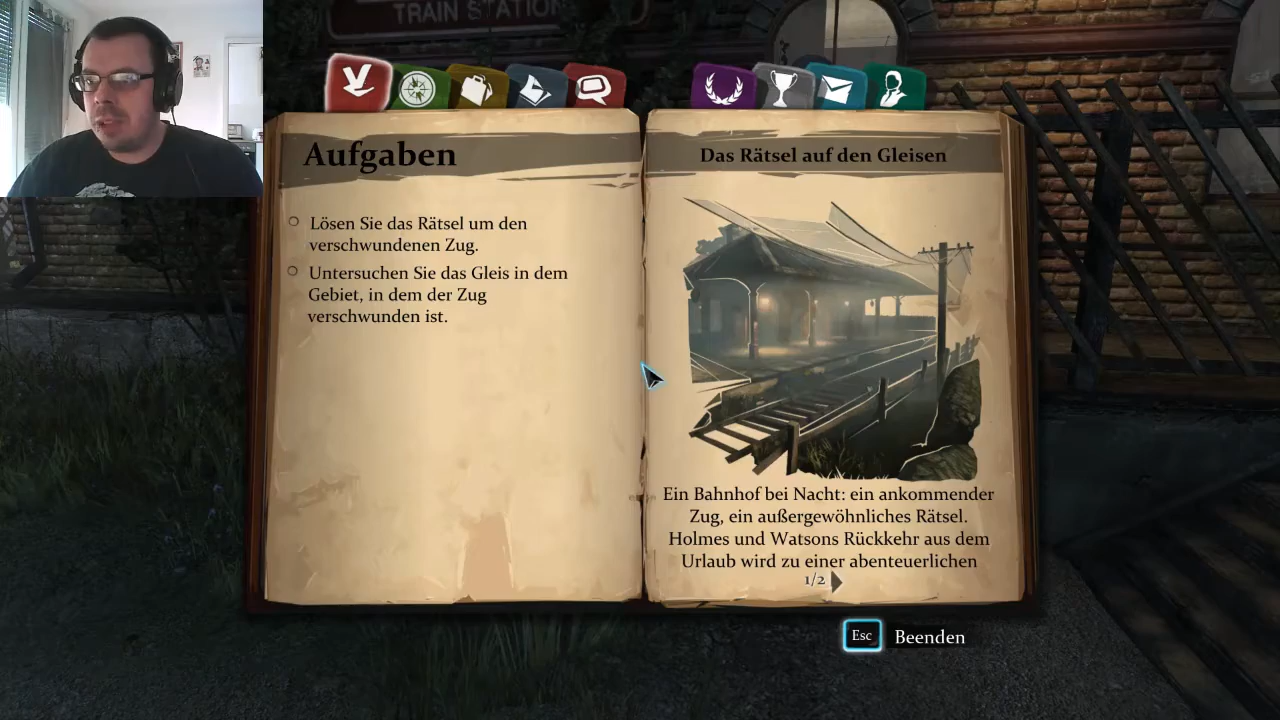 TRAIN STATION
Aufgaben
Lösen Sie das Rätsel um den
verschwundenen Zug.
Untersuchen Sie das Gleis in dem
Gebiet, in dem der Zug
verschwunden ist.
Das Rätsel auf den Gleisen
Ein Bahnhof bei Nacht: ein ankommender
Zug, ein außergewöhnliches Rätsel.
Holmes und Watsons Rückkehr aus dem
Urlaub wird zu einer abenteuerlichen
1/2
Esc Beenden